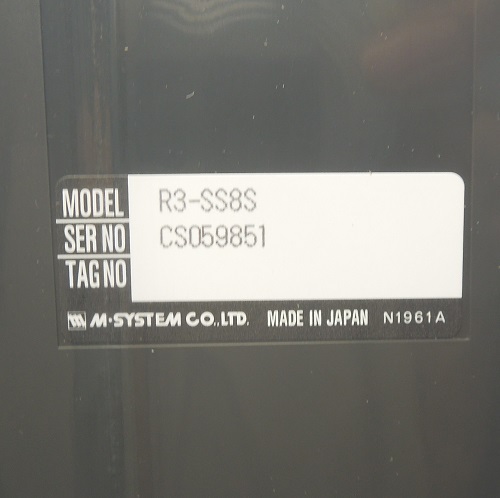 MODEL R3-SS8S
SER NO CS059851
TAG NO
M-SYSTEM CO.,LTD. MADE IN JAPAN N1961A